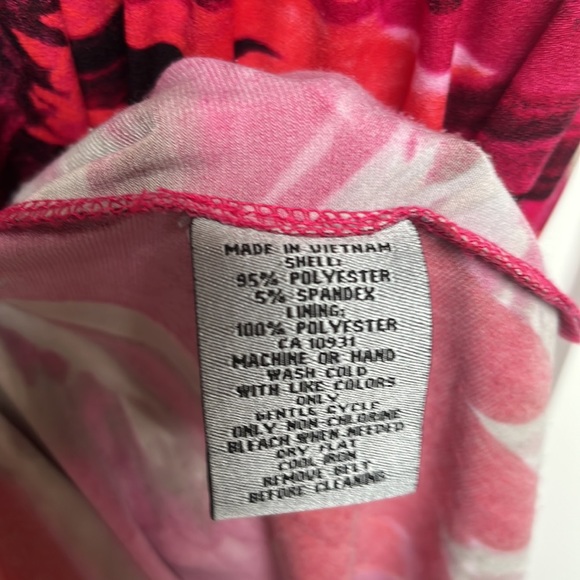 MADE IN VIETNAM
SHELL:
95% POLYESTER
5% SPANDEX
LINING:
100% POLYESTER
CA 10931
MACHINE OR HAND
WASH COLD
WITH LIKE COLORS
ONLY
GENTLE CYCLE
ONLY NON-CHLORINE
BLEACH WHEN NEEDED
DRY FLAT
COOL IRON
REMOVE BELT
BEFORE CLEANING